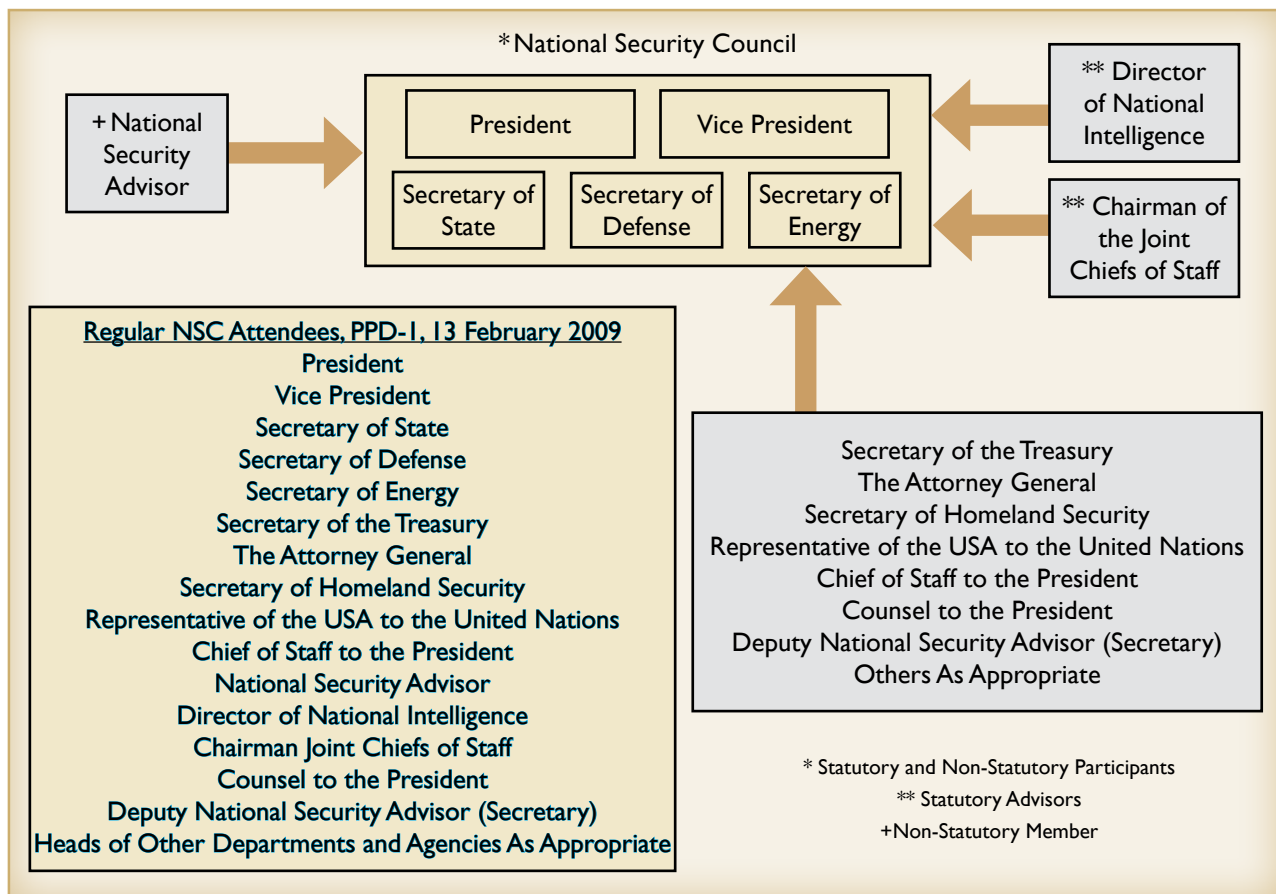 * National Security Council
+ National
Security
Advisor
President
Vice President
Secretary of
State
Secretary of
Defense
Secretary of
Energy
** Director
of National
Intelligence
** Chairman of
the Joint
Chiefs of Staff
Regular NSC Attendees, PPD-1, 13 February 2009
President
Vice President
Secretary of State
Secretary of Defense
Secretary of Energy
Secretary of the Treasury
The Attorney General
Secretary of Homeland Security
Representative of the USA to the United Nations
Chief of Staff to the President
National Security Advisor
Director of National Intelligence
Chairman Joint Chiefs of Staff
Counsel to the President
Deputy National Security Advisor (Secretary)
Heads of Other Departments and Agencies As Appropriate
Secretary of the Treasury
The Attorney General
Secretary of Homeland Security
Representative of the USA to the United Nations
Chief of Staff to the President
Counsel to the President
Deputy National Security Advisor (Secretary)
Others As Appropriate
* Statutory and Non-Statutory Participants
** Statutory Advisors
+Non-Statutory Member